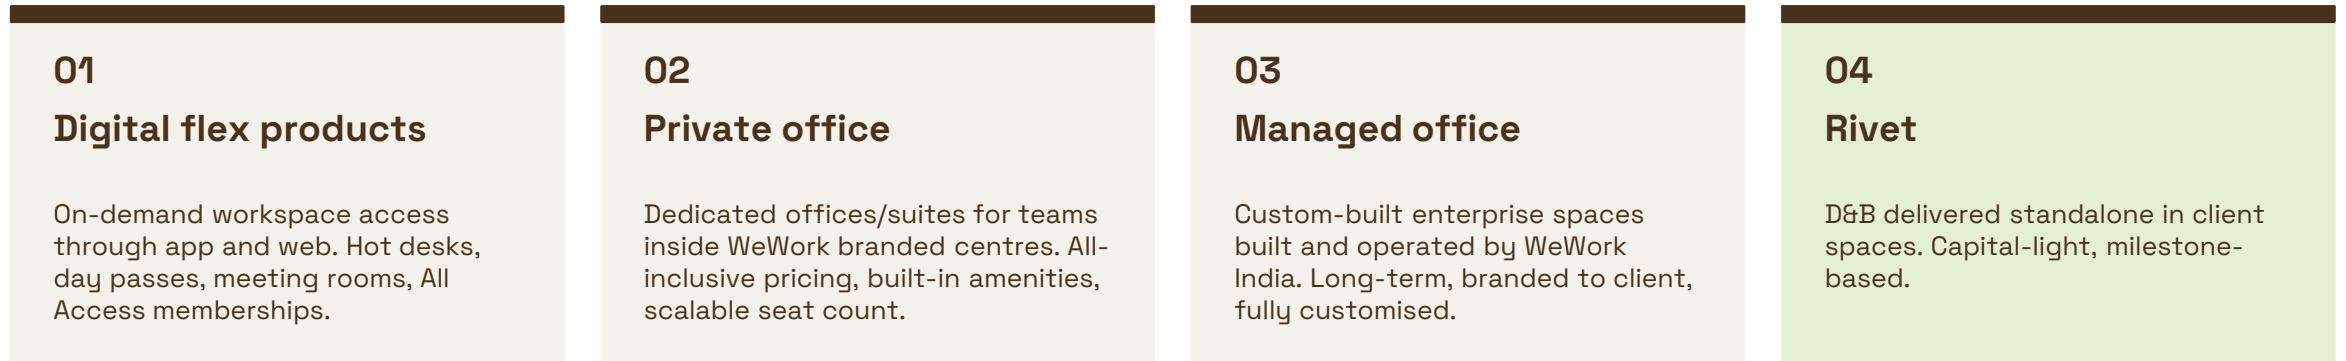 01
Digital flex products
On-demand workspace access
through app and web. Hot desks,
day passes, meeting rooms, All
Access memberships.
02
Private office
Dedicated offices/suites for teams
inside WeWork branded centres. All-
inclusive pricing, built-in amenities,
scalable seat count.
03
Managed office
Custom-built enterprise spaces
built and operated by WeWork
India. Long-term, branded to client,
fully customised.
04
Rivet
D&B delivered standalone in client
spaces. Capital-light, milestone-
based.